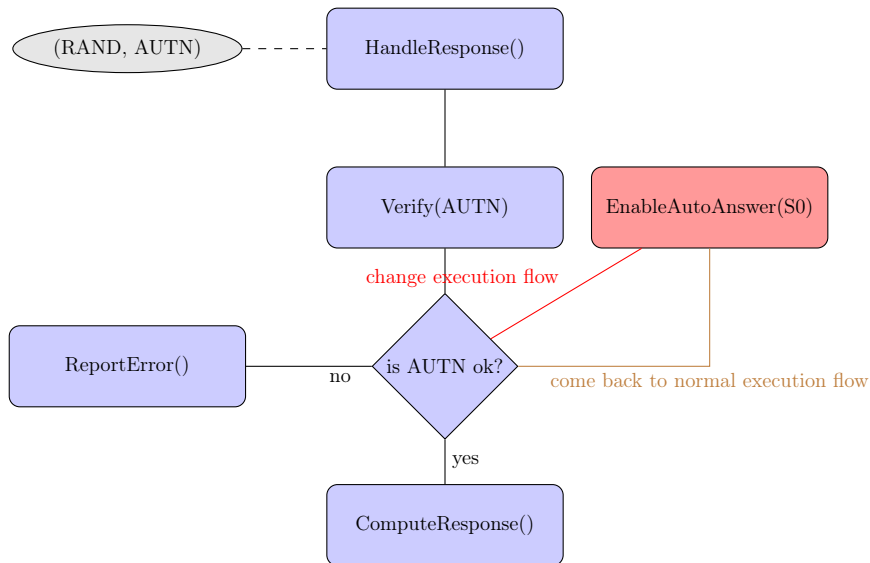 (RAND, AUTN)
HandleResponse()
Verify(AUTN)
EnableAutoAnswer(S0)
change execution flow
ReportError()
no
is AUTN ok?
come back to normal execution flow
yes
ComputeResponse()